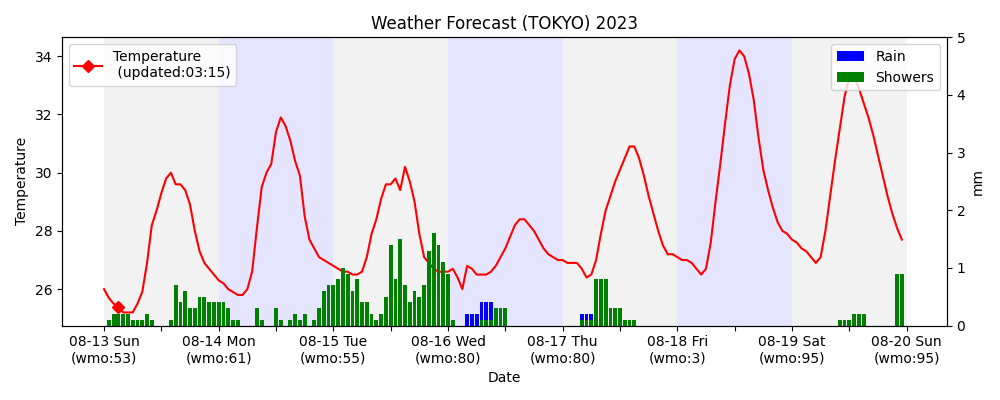 Weather Forecast (TOKYO) 2023
Temperature
(updated:03:15)
Rain
Showers
34
32
30
28
26
Temperature
5
4
3
2
1
0
mm
08-13 Sun
(wmo:53)
08-14 Mon
(wmo:61)
08-15 Tue
(wmo:55)
08-16 Wed
(wmo:80)
08-17 Thu
(wmo:80)
08-18 Fri
(wmo:3)
08-19 Sat
(wmo:95)
08-20 Sun
(wmo:95)
Date